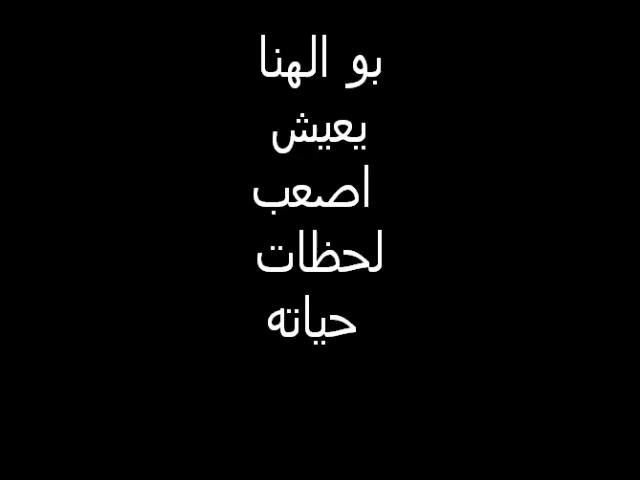 بو الهنا
يعيش
اصعب
لحظات
حياته